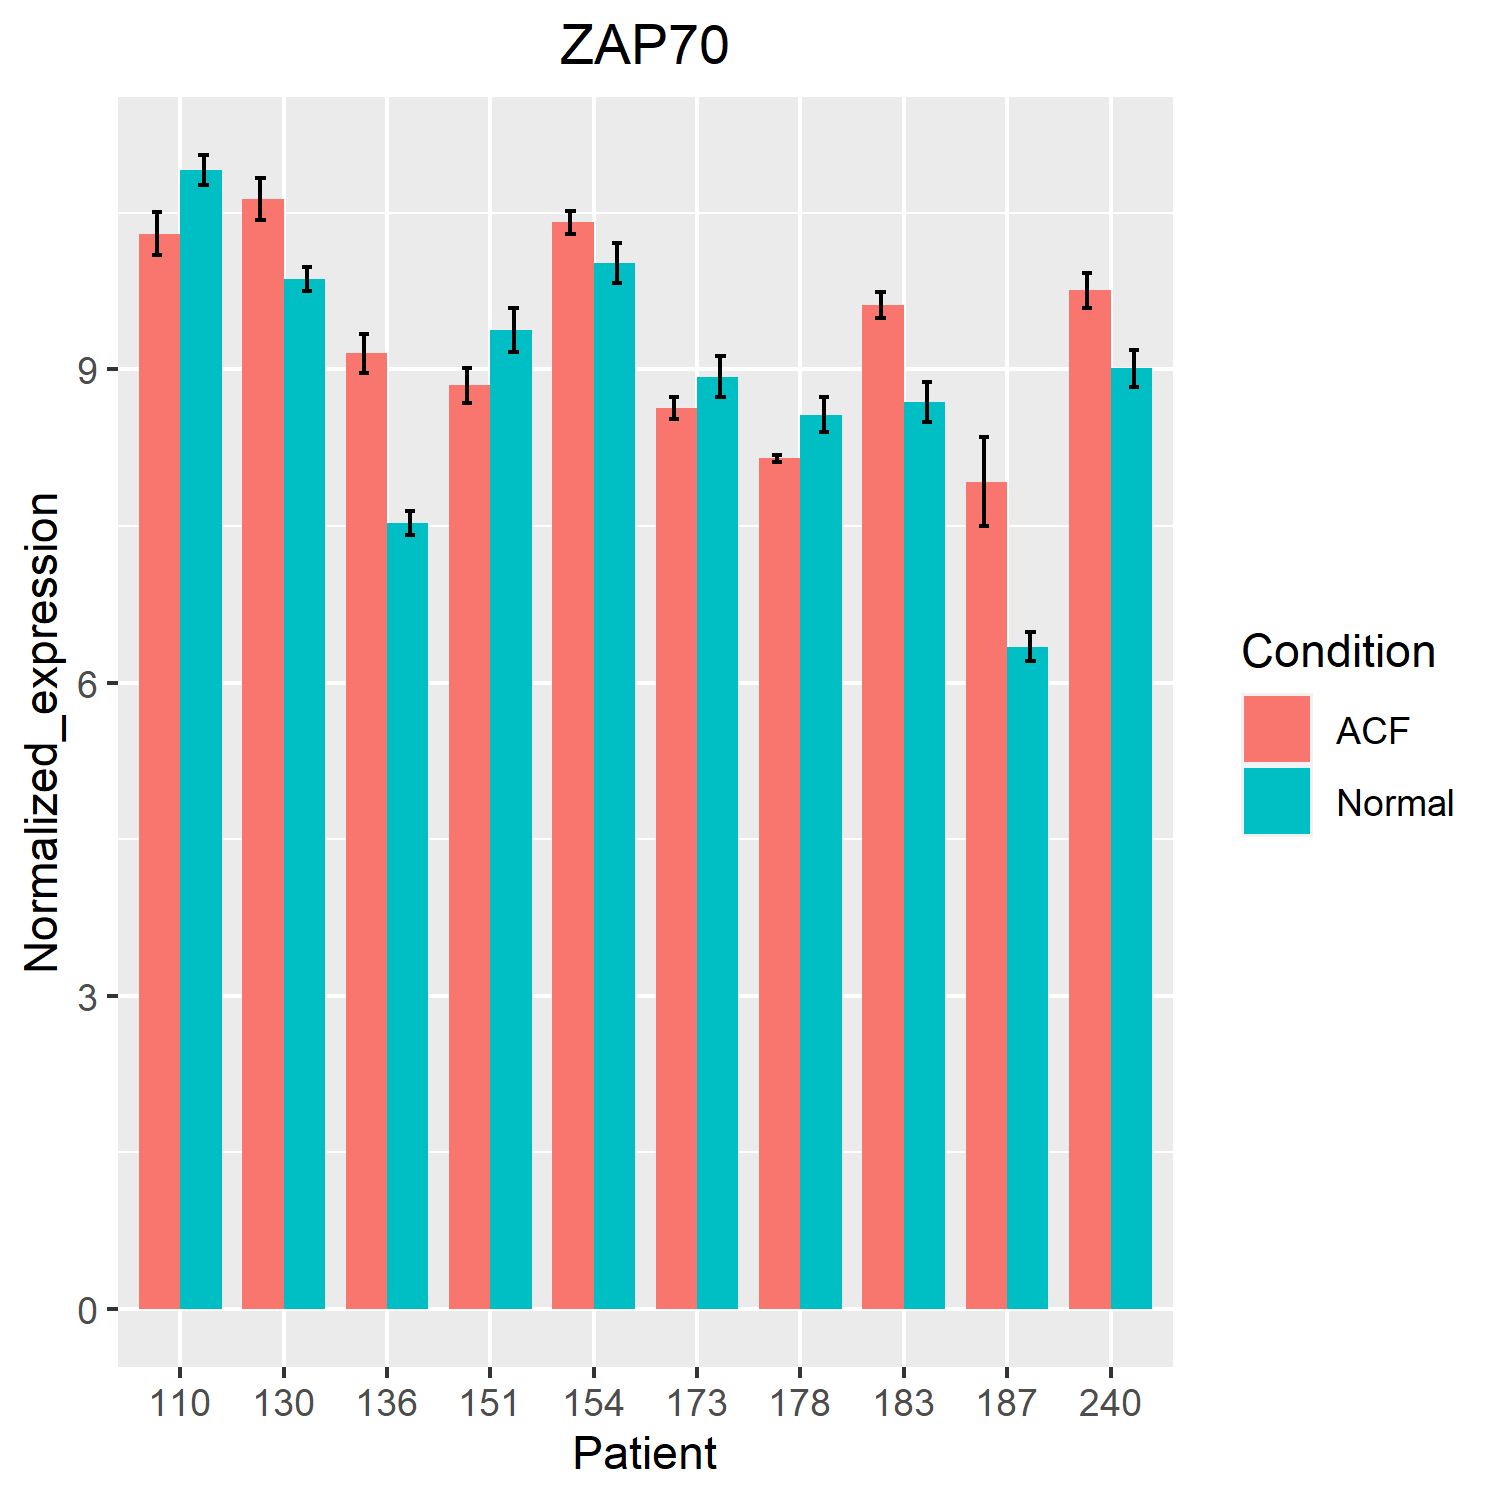 ZAP70
Normalized_expression
9
6
3
0
110 130 136 151 154 173 178 183 187 240
Patient
Condition
ACF
Normal